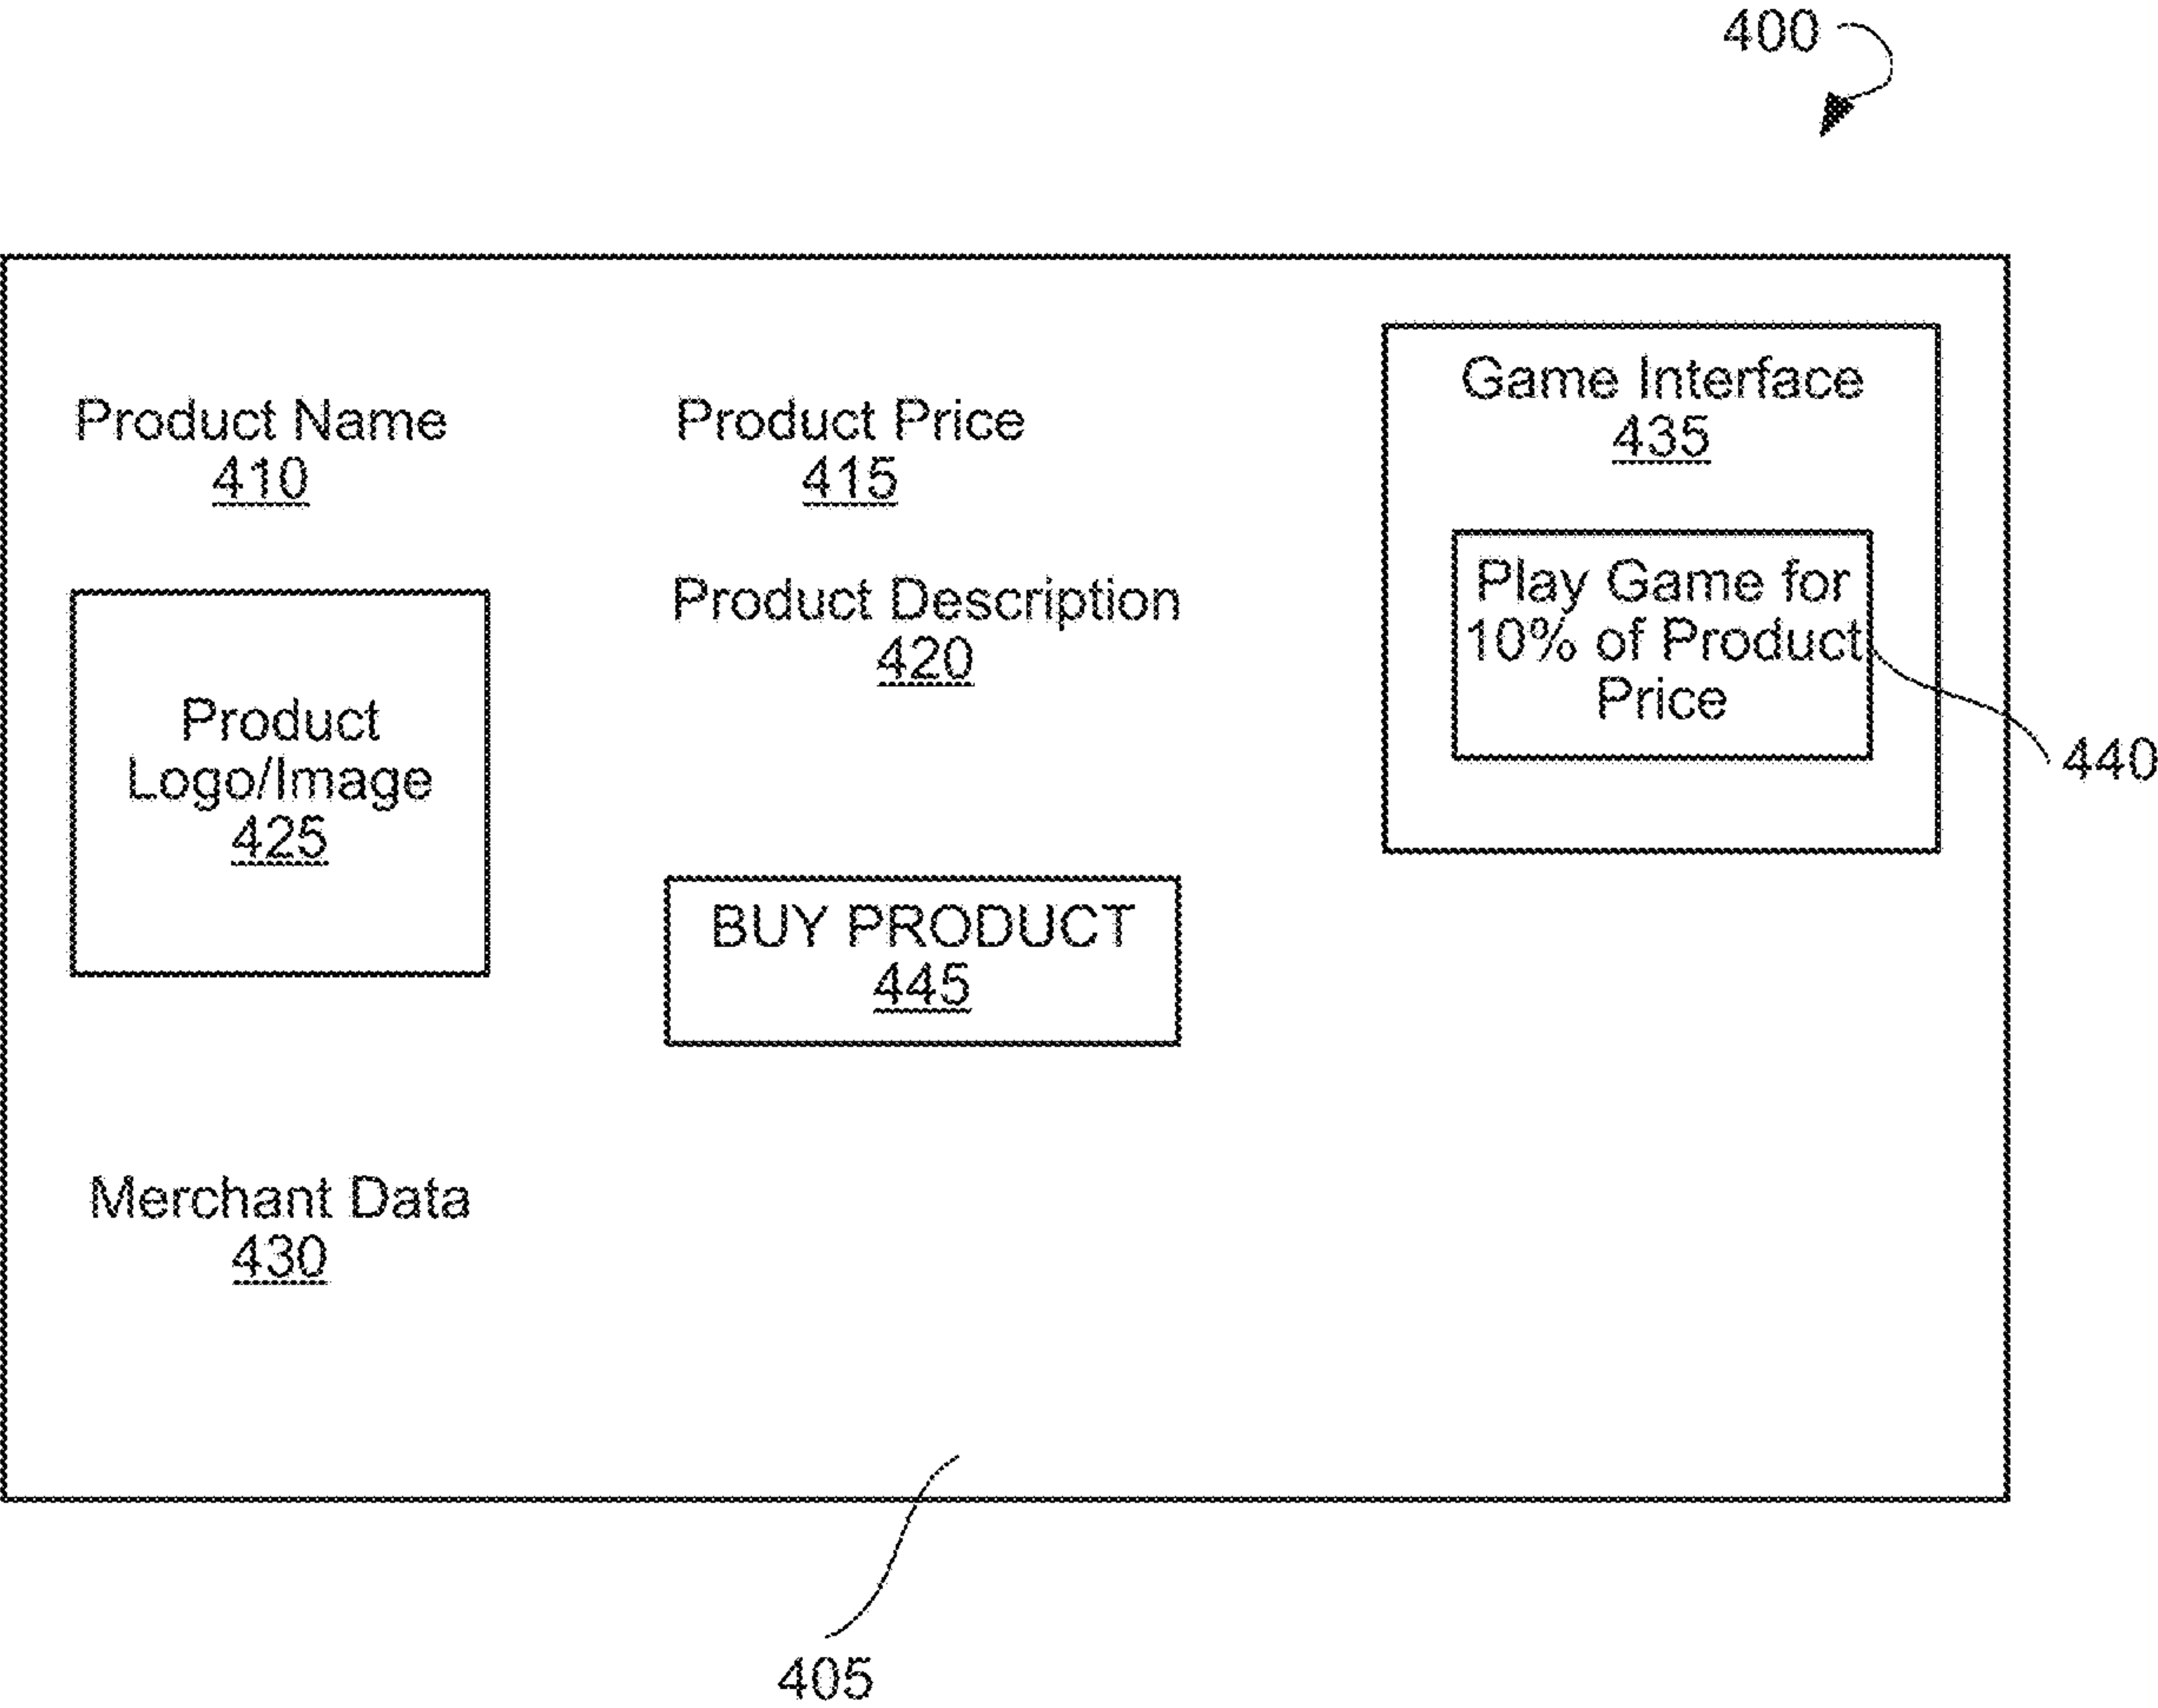 400
Product Name
410
Product Price
415
Game Interface
435
Product Description
420
Play Game for
10% of Product
Price
440
Product
Logo/Image
425
BUY PRODUCT
445
Merchant Data
430
405